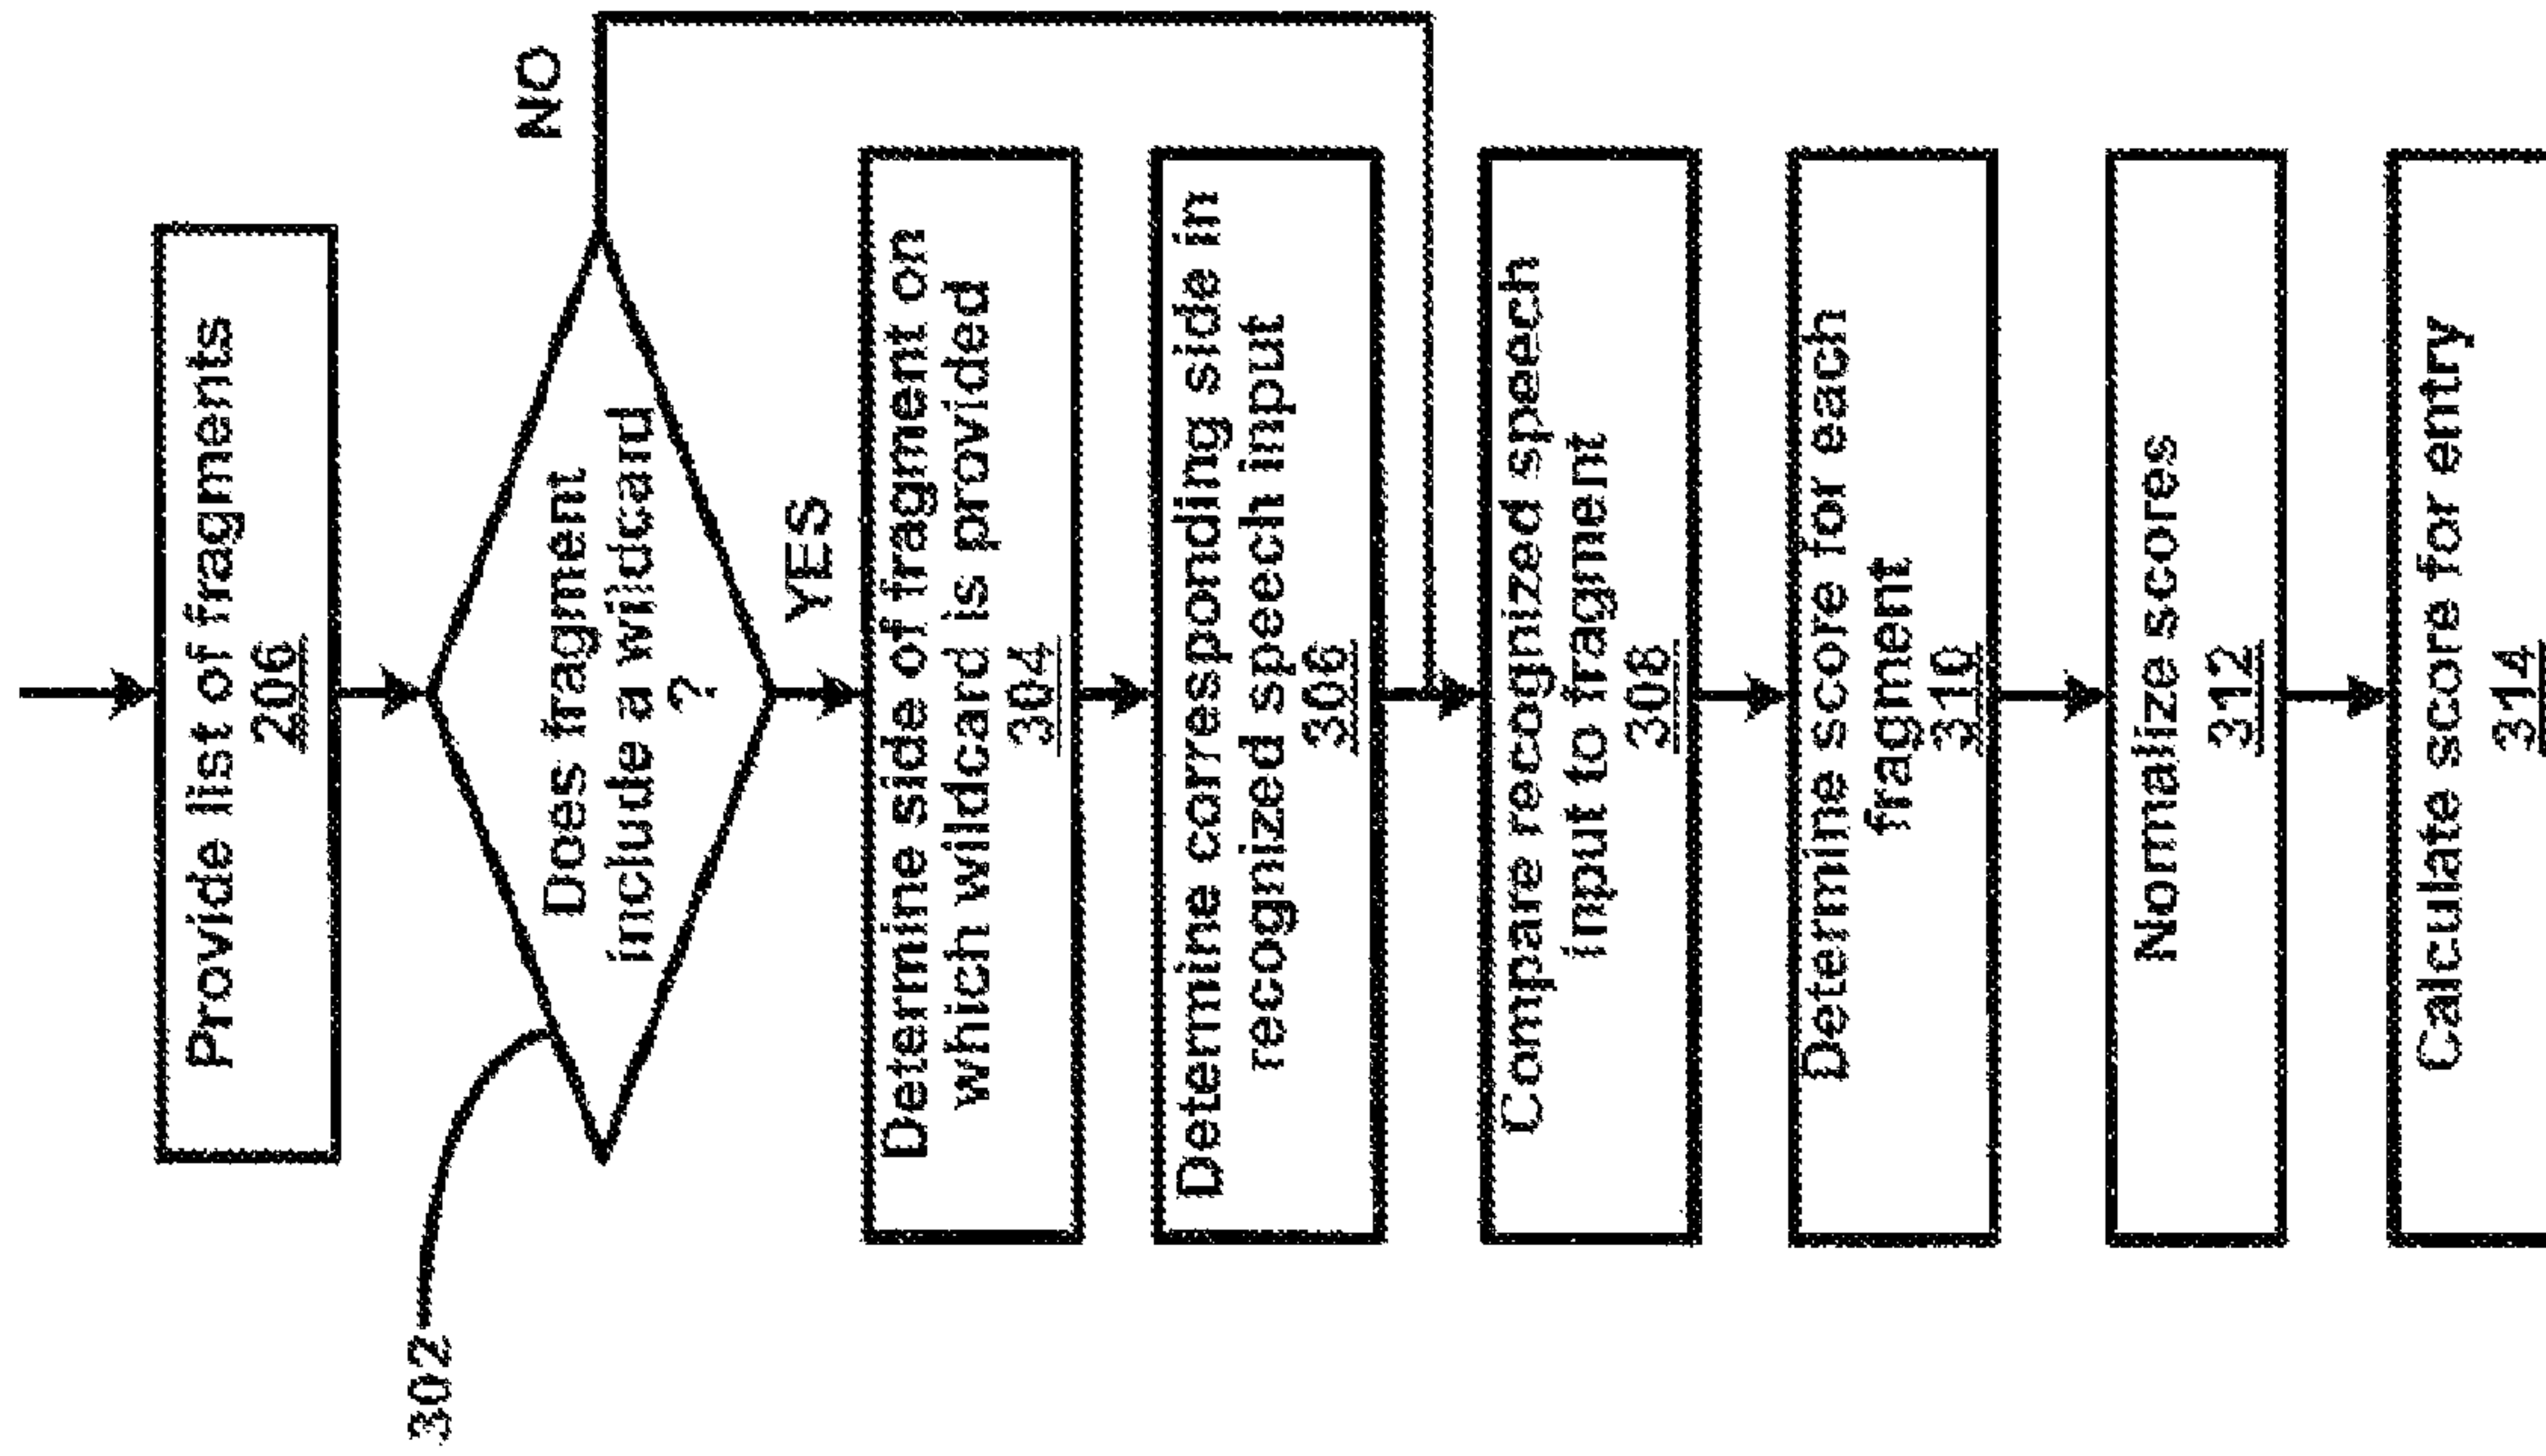 Provide list of fragments
206
302
Does fragment
include a wildcard
?
NO
YES
Determine side of fragment on
which wildcard is provided
304
Determine corresponding side in
recognized speech input
306
Compare recognized speech
input to fragment
308
Determine score for each
fragment
310
Nomalize scores
312
Calculate score for entry
314